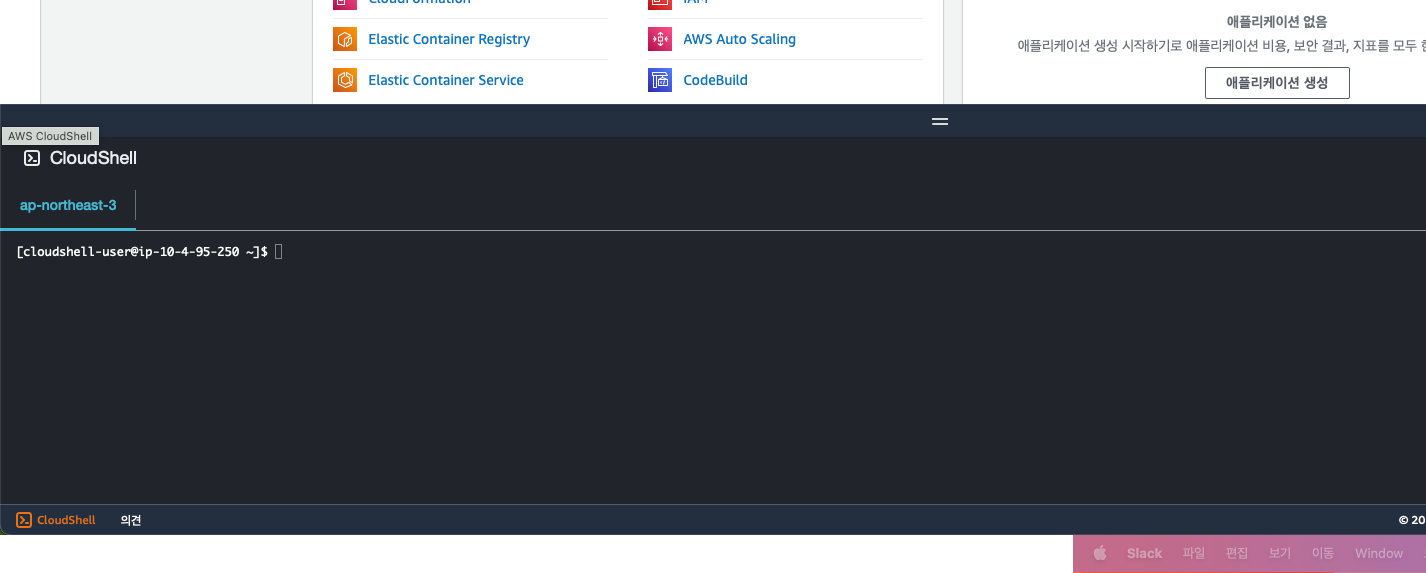 CloudFormation
IAM
Elastic Container Registry
AWS Auto Scaling
Elastic Container Service
CodeBuild
애플리케이션 없음
애플리케이션 생성 시작하기로 애플리케이션 비용, 보안 결과, 지표를 모두 한
애플리케이션 생성
AWS CloudShell
CloudShell
ap-northeast-3
[cloudshell-user@ip-10-4-95-250 ~]$
CloudShell 의견
© 20
Slack 파일 편집 보기 이동 Window